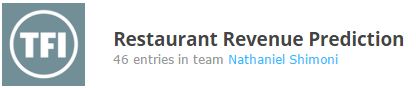 TFI
Restaurant Revenue Prediction
46 entries in team Nathaniel Shimoni